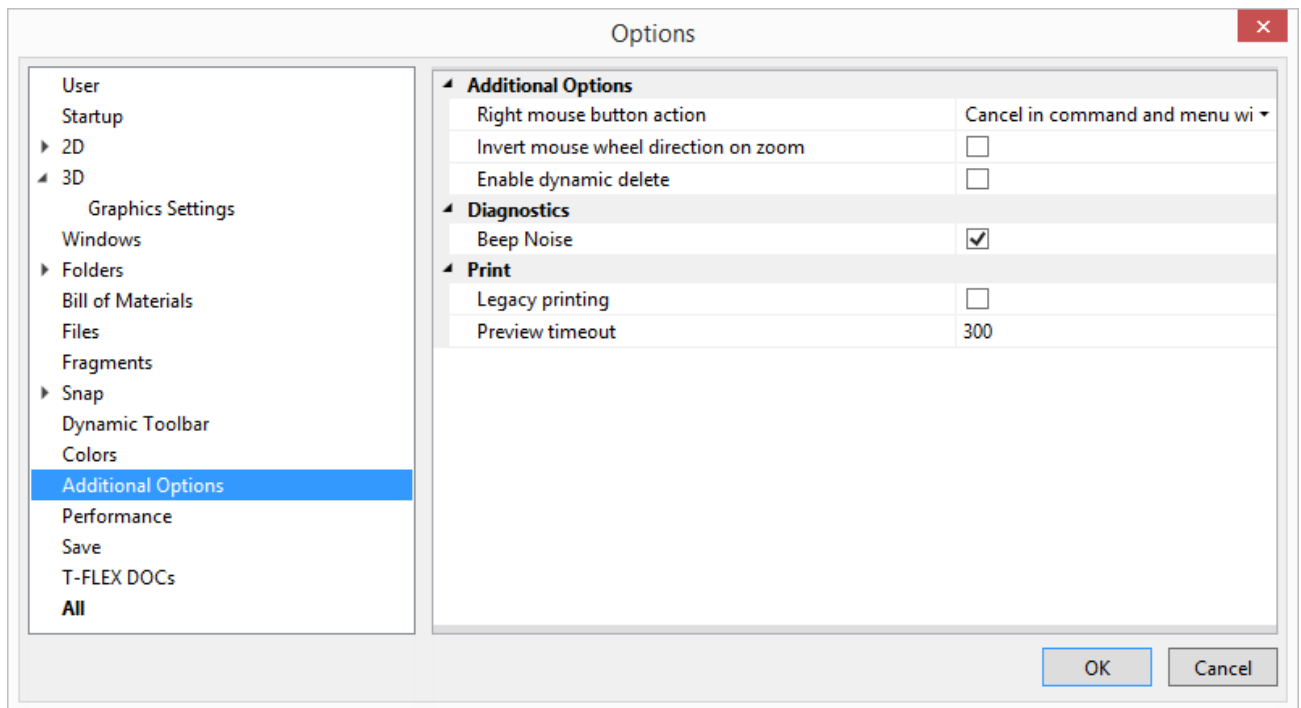 Options
User
Startup
2D
3D
Graphics Settings
Windows
Folders
Bill of Materials
Files
Fragments
Snap
Dynamic Toolbar
Colors
Additional Options
Performance
Save
T-FLEX DOCs
All
Additional Options
Right mouse button action Cancel in command and menu wi
Invert mouse wheel direction on zoom
Enable dynamic delete
Diagnostics
Beep Noise
Print
Legacy printing
Preview timeout 300
OK Cancel